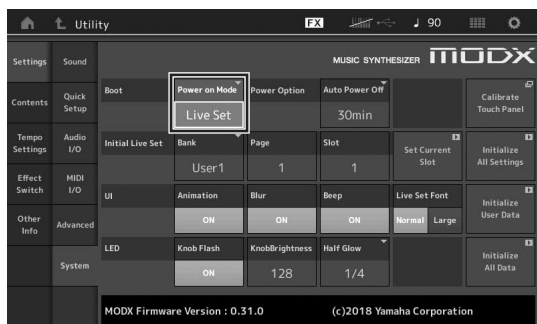 Utility
FX
90
Settings
Sound
MUSIC SYNTHESIZER MODX
Contents
Quick
Setup
Boot
Power on Mode
Live Set
Power Option
Auto Power Off
30min
Calibrate
Touch Panel
Tempo
Settings
Audio
I/O
Initial Live Set
Bank
User1
Page
1
Slot
1
Set Current
Slot
Initialize
All Settings
Effect
Switch
MIDI
I/O
UI
Animation
ON
Blur
ON
Beep
ON
Live Set Font
Normal Large
Initialize
User Data
Other
Info
Advanced
System
LED
Knob Flash
ON
KnobBrightness
128
Half Glow
1/4
Initialize
All Data
MODX Firmware Version : 0.31.0
(c)2018 Yamaha Corporation